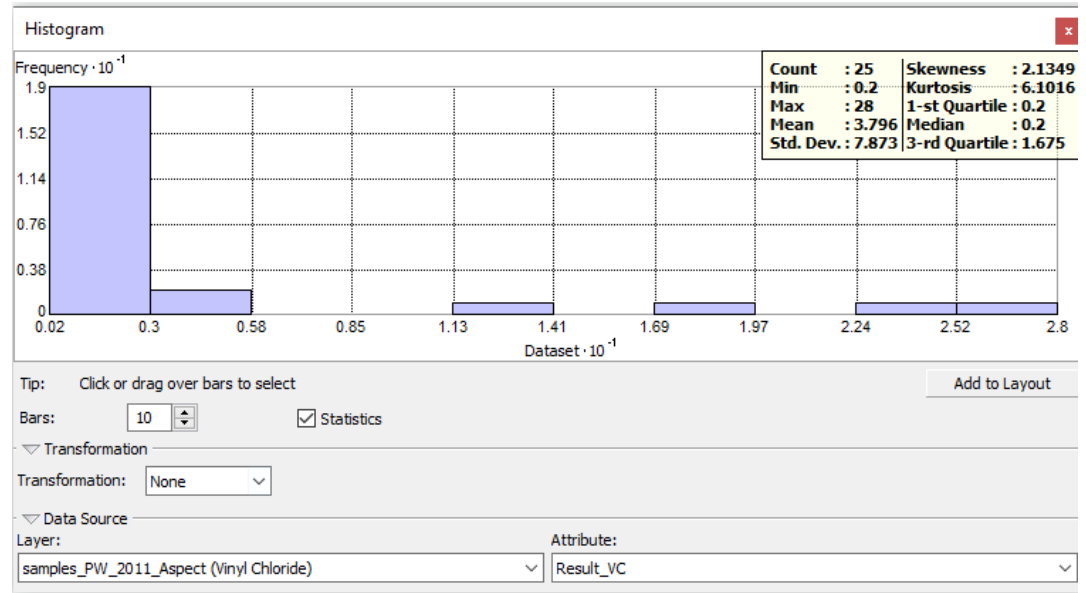 Histogram
x
Frequency · 10 -1
Count : 25 Skewness : 2.1349
Min : 0.2 Kurtosis : 6.1016
Max : 28 1-st Quartile : 0.2
Mean : 3.796 Median : 0.2
Std. Dev. : 7.873 3-rd Quartile : 1.675
1.9
1.52
1.14
0.76
0.38
0
0.02 0.3 0.58 0.85 1.13 1.41 1.69 1.97 2.24 2.52 2.8
Dataset · 10 -1
Tip: Click or drag over bars to select Add to Layout
Bars: 10 Statistics
Transformation
Transformation: None
Data Source
Layer: Attribute:
samples_PW_2011_Aspect (Vinyl Chloride) Result_VC